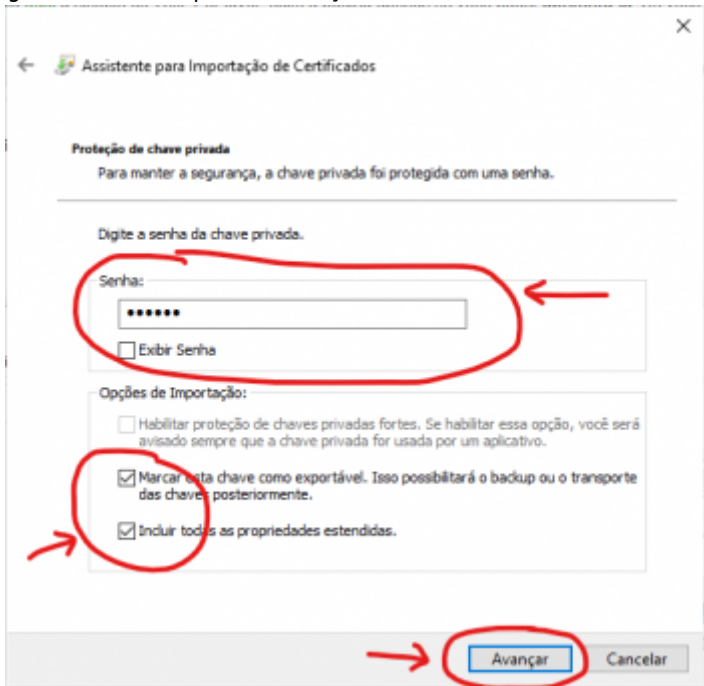 Assistente para Importação de Certificados
Proteção de chave privada
Para manter a segurança, a chave privada foi protegida com uma senha.
Digite a senha da chave privada.
Senha:
••••••
Exibir Senha
Opções de Importação:
Habilitar proteção de chaves privadas fortes. Se habilitar essa opção, você será
avisado sempre que a chave privada for usada por um aplicativo.
Marcar esta chave como exportável. Isso possibilitará o backup ou o transporte
das chaves posteriormente.
Incluir todas as propriedades estendidas.
Avançar
Cancelar